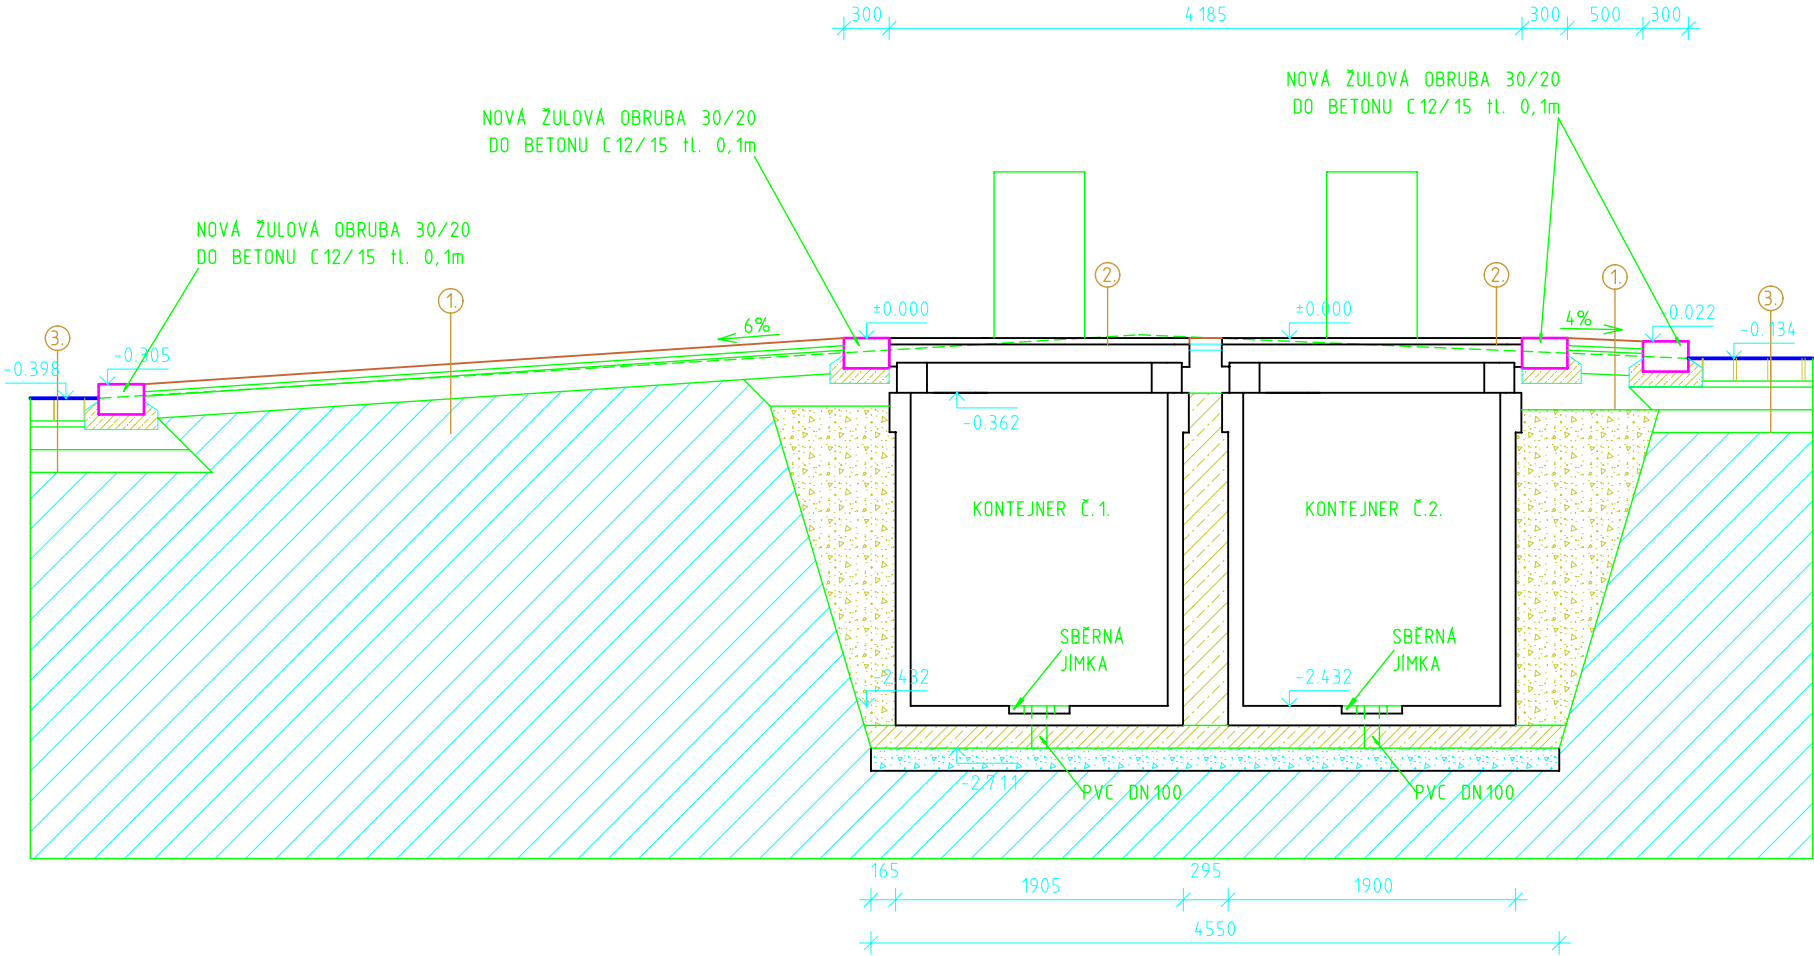 300
4185
300
500
300
NOVÁ ŽULOVÁ OBRUBA 30/20
DO BETONU C12/15 tl. 0,1m
NOVÁ ŽULOVÁ OBRUBA 30/20
DO BETONU C12/15 tl. 0,1m
NOVÁ ŽULOVÁ OBRUBA 30/20
DO BETONU C12/15 tl. 0,1m
3.
1.
2.
2.
1.
3.
±0.000
±0.000
6%
4%
-0.022
-0.134
-0.398
-0.305
-0.362
KONTEJNER Č.1.
KONTEJNER Č.2.
SBĚRNÁ
JÍMKA
SBĚRNÁ
JÍMKA
-2.432
-2.432
-2.711
PVC DN100
PVC DN100
165
1905
295
1900
4550